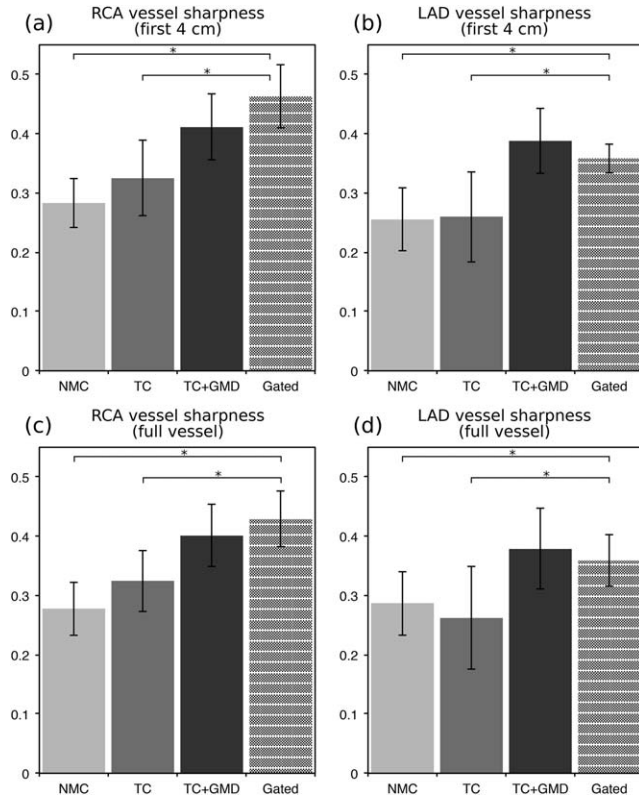 (a)
RCA vessel sharpness
(first 4 cm)
*
*
0.5
0.4
0.3
0.2
0.1
0
NMC TC TC+GMD Gated
(b)
LAD vessel sharpness
(first 4 cm)
*
*
0.5
0.4
0.3
0.2
0.1
0
NMC TC TC+GMD Gated
(c)
RCA vessel sharpness
(full vessel)
*
*
0.5
0.4
0.3
0.2
0.1
0
NMC TC TC+GMD Gated
(d)
LAD vessel sharpness
(full vessel)
*
*
0.5
0.4
0.3
0.2
0.1
0
NMC TC TC+GMD Gated